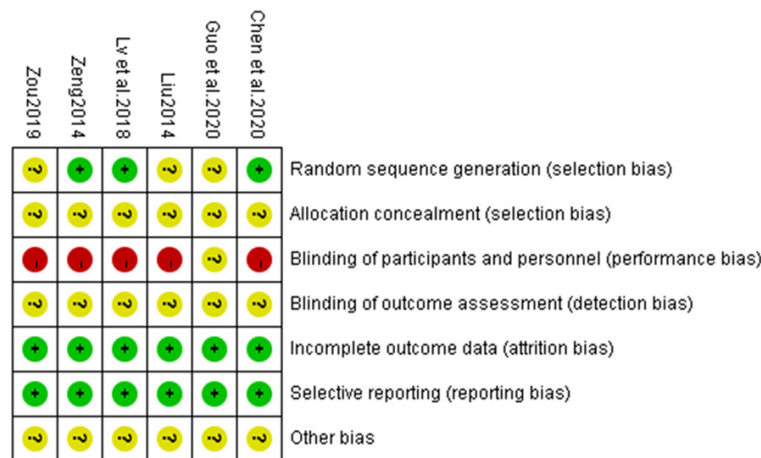 Zou2019
Zeng2014
Lv et al.2018
Liu2014
Guo et al.2020
Chen et al.2020
? + + ? ? + Random sequence generation (selection bias)
? ? ? ? ? ? Allocation concealment (selection bias)
- - - - ? - Blinding of participants and personnel (performance bias)
? ? ? ? ? ? Blinding of outcome assessment (detection bias)
+ + + + + + Incomplete outcome data (attrition bias)
+ + + + + + Selective reporting (reporting bias)
? ? ? ? ? ? Other bias